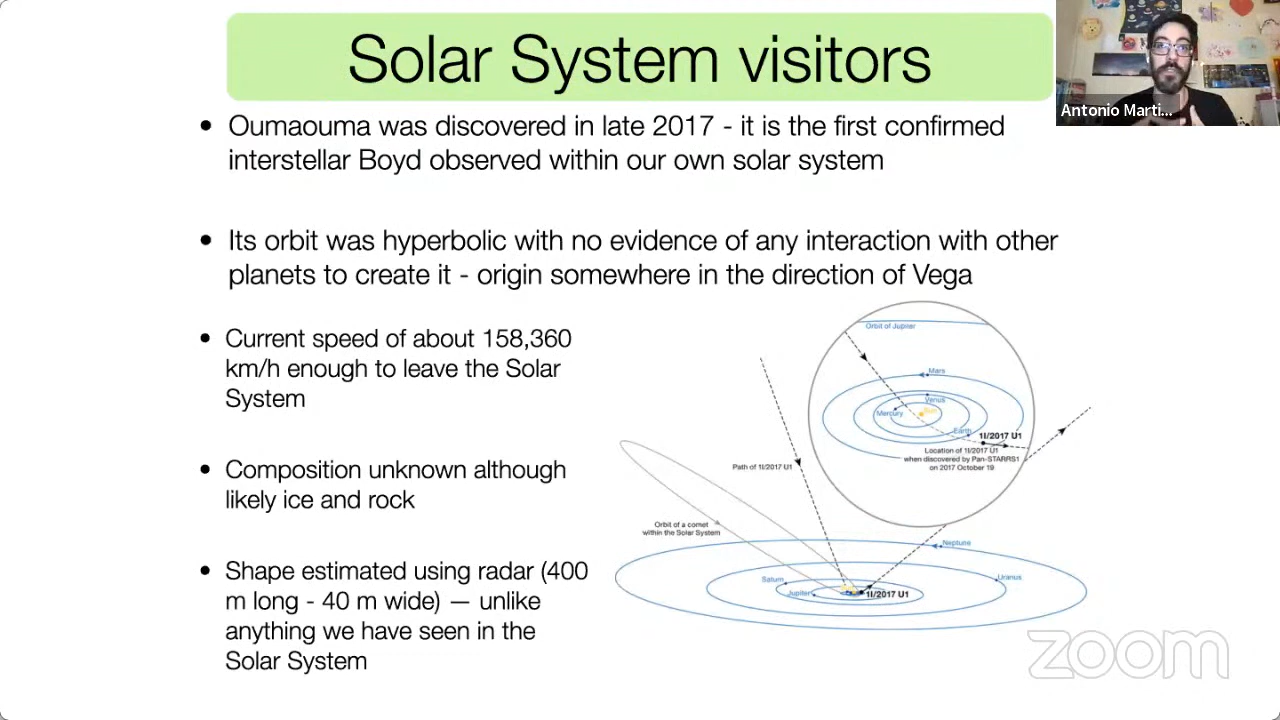 Solar System visitors
Antonio Marti...
• Oumaouma was discovered in late 2017 - it is the first confirmed
interstellar Boyd observed within our own solar system
• Its orbit was hyperbolic with no evidence of any interaction with other
planets to create it - origin somewhere in the direction of Vega
• Current speed of about 158,360
km/h enough to leave the Solar
System
• Composition unknown although
likely ice and rock
• Shape estimated using radar (400
m long - 40 m wide) — unlike
anything we have seen in the
Solar System
Orbit of Jupiter
Mars
Venus
Mercury
Sun
Earth
1I/2017 U1
Location of 1I/2017 U1
when discovered by Pan-STARRS1
on 2017 October 19
Path of 1I/2017 U1
Orbit of a comet
within the Solar System
Neptune
Uranus
Saturn
Jupiter
1I/2017 U1
zoom